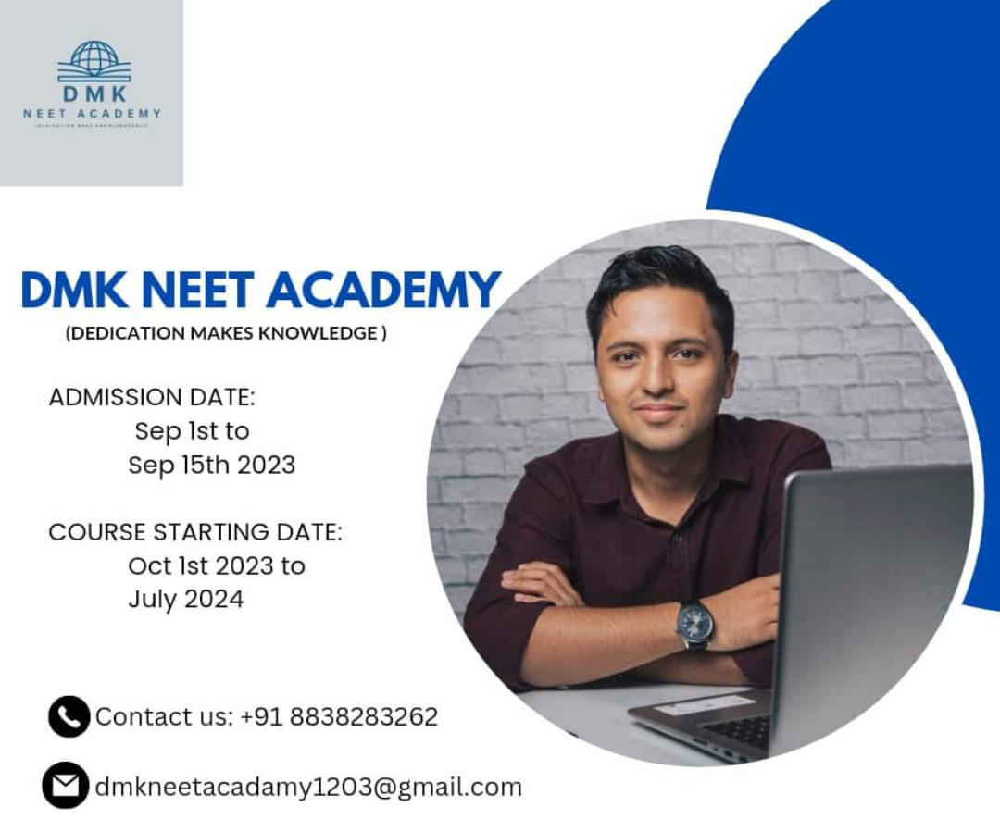 DMK
NEET ACADEMY
DMK NEET ACADEMY
(DEDICATION MAKES KNOWLEDGE )
ADMISSION DATE:
Sep 1st to
Sep 15th 2023
COURSE STARTING DATE:
Oct 1st 2023 to
July 2024
Contact us: +91 8838283262
dmkneetacadamy1203@gmail.com